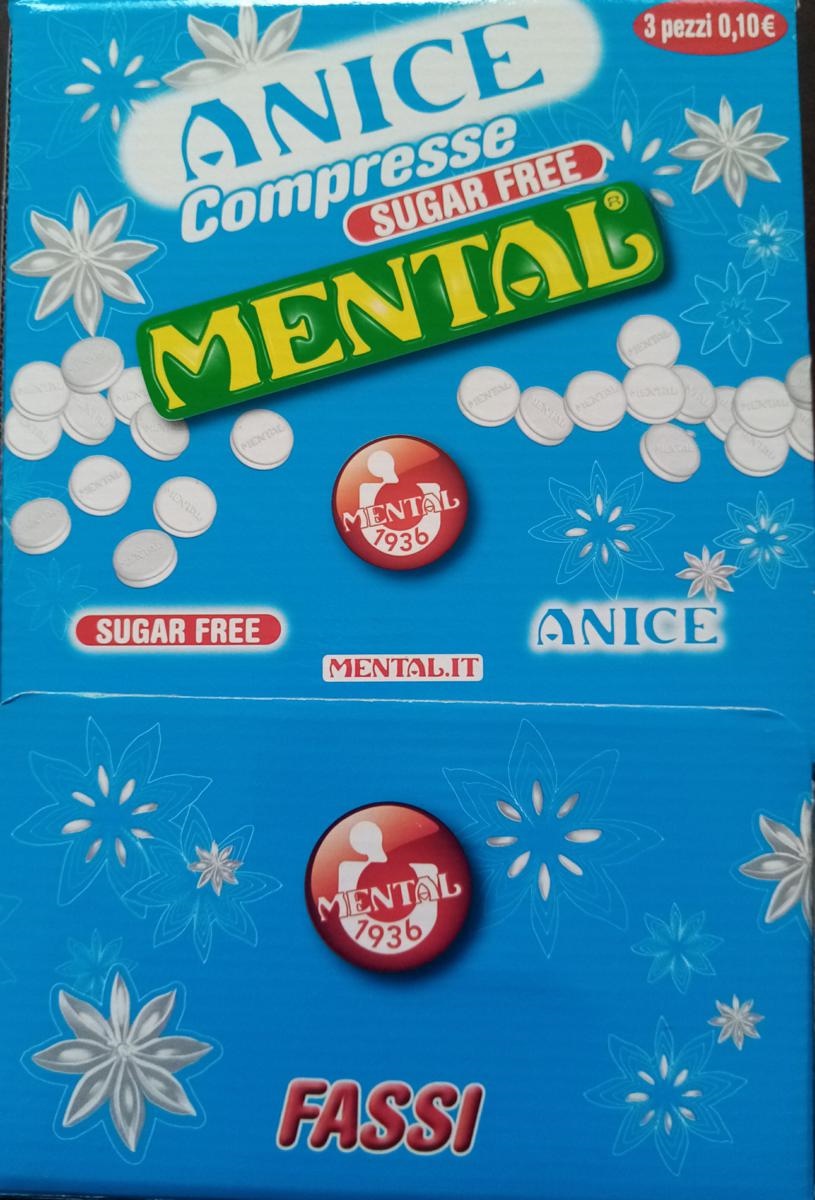 3 pezzi 0,10€
ANICE
Compresse
SUGAR FREE
MENTAL®
MENTAL
1936
SUGAR FREE
ANICE
MENTAL.IT
MENTAL
1936
FASSI